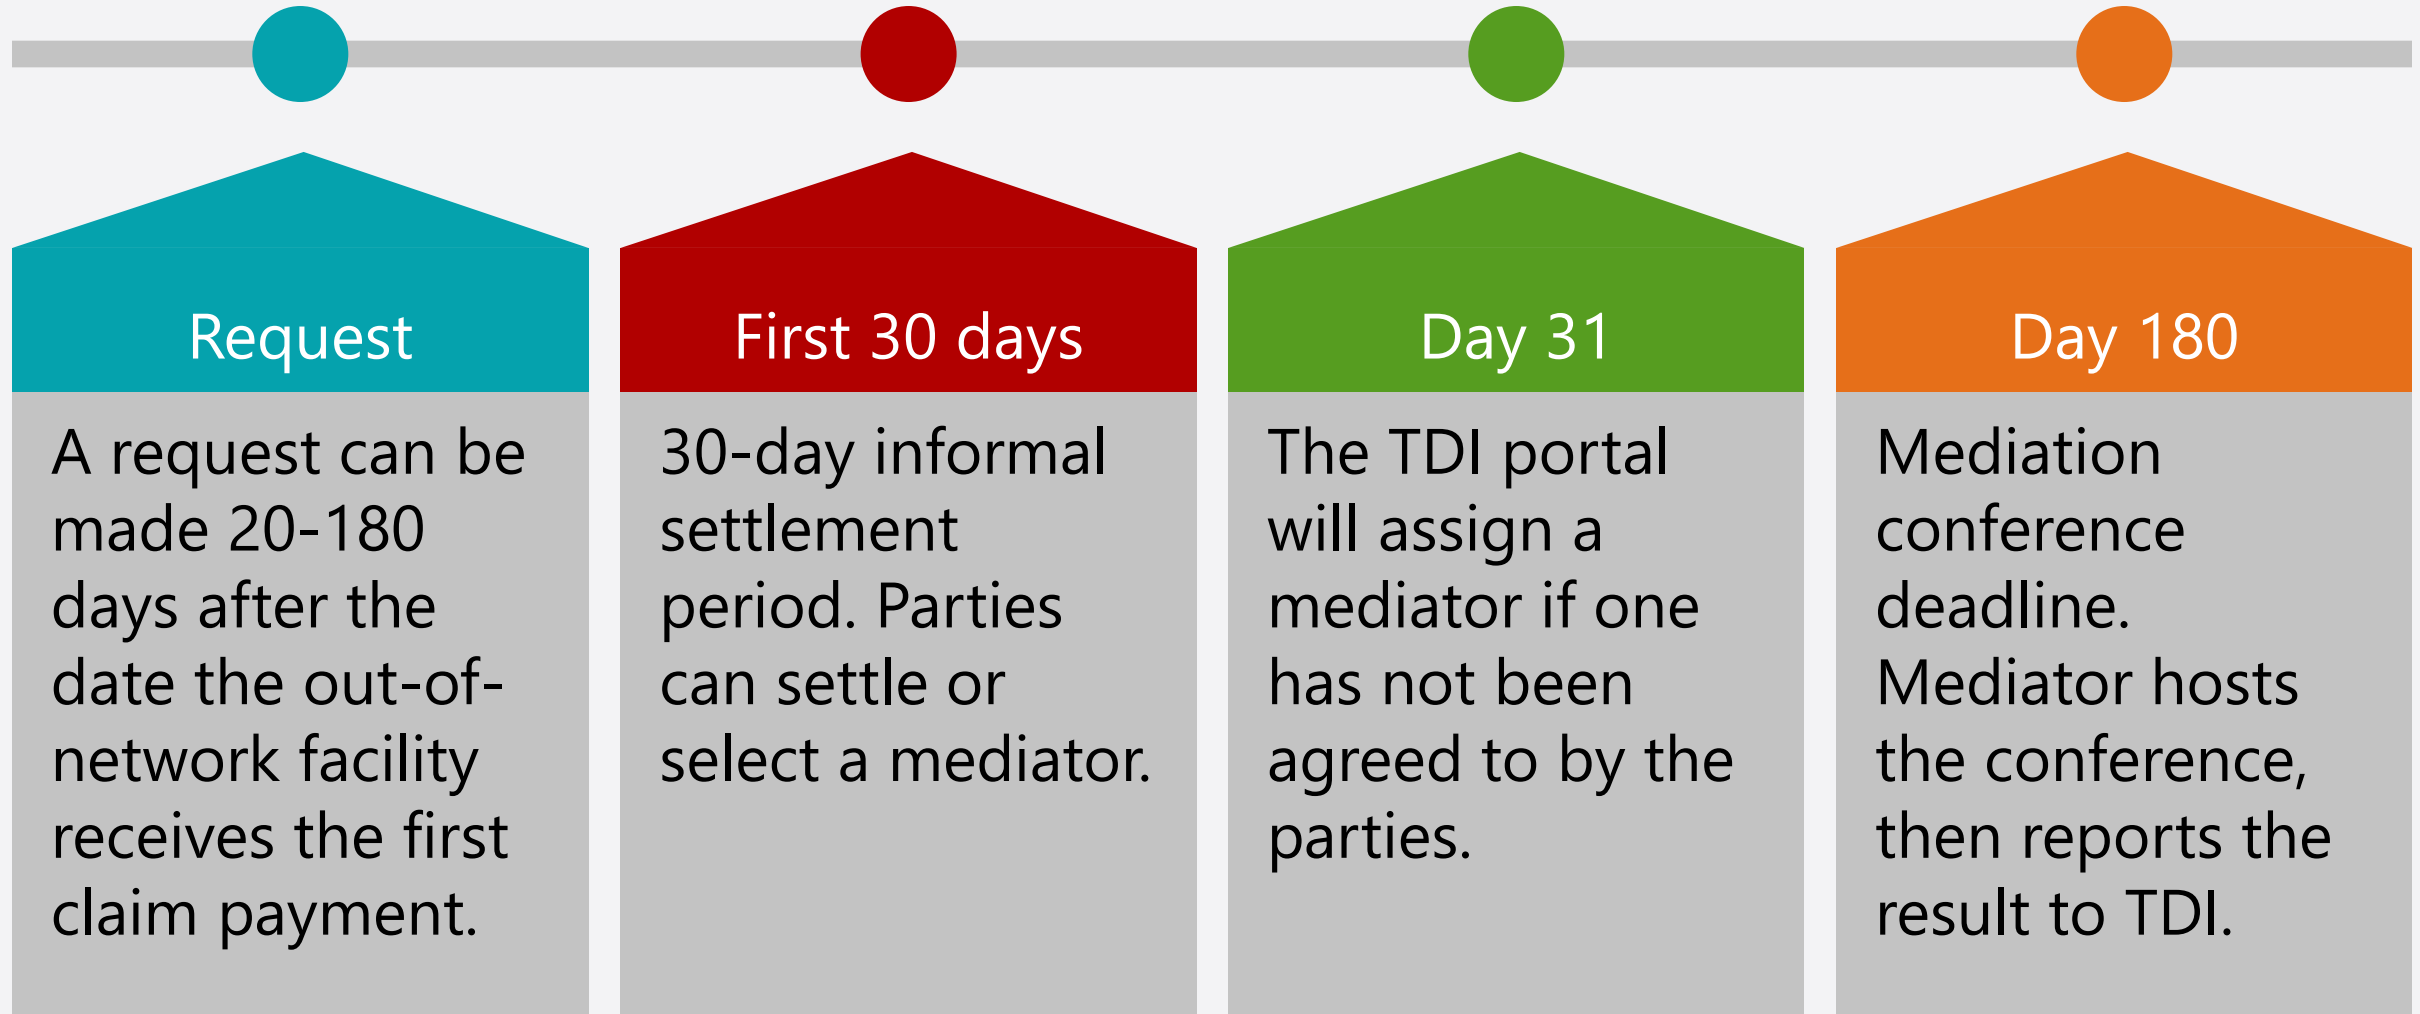 Request
A request can be
made 20-180
days after the
date the out-of-
network facility
receives the first
claim payment.
First 30 days
30-day informal
settlement
period. Parties
can settle or
select a mediator.
Day 31
The TDI portal
will assign a
mediator if one
has not been
agreed to by the
parties.
Day 180
Mediation
conference
deadline.
Mediator hosts
the conference,
then reports the
result to TDI.